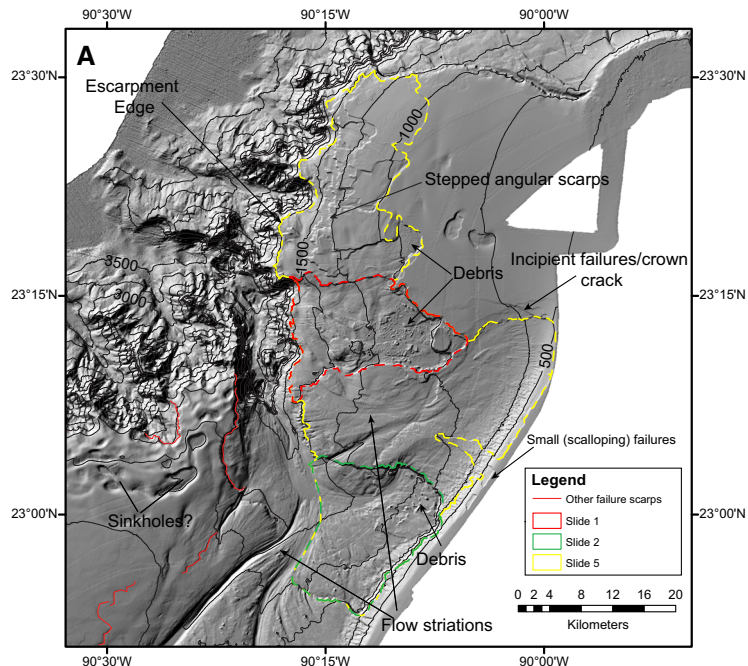 90°30'W
90°15'W
90°00'W
A
23°30'N
23°30'N
Escarpment
Edge
1000
Stepped angular scarps
1500
Debris
Incipient failures/crown
crack
3500
3000
23°15'N
23°15'N
500
Small (scalloping) failures
Legend
Other failure scarps
Slide 1
Slide 2
Slide 5
Sinkholes?
23°00'N
23°00'N
Debris
Flow striations
0 2 4 8 12 16 20
Kilometers
90°30'W
90°15'W
90°00'W